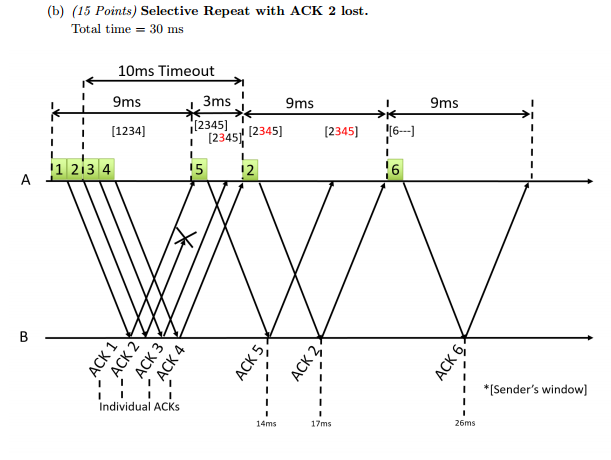 (b) (15 Points) Selective Repeat with ACK 2 lost.
Total time = 30 ms
10ms Timeout
9ms 3ms 9ms 9ms
[1234] [2345] [2345] [2345] [2345] [6---]
A 1 2 3 4 5 2 6
B
ACK 1 ACK 2 ACK 3 ACK 4 ACK 5 ACK 2 ACK 6
*[Sender's window]
Individual ACKs
14ms 17ms 26ms